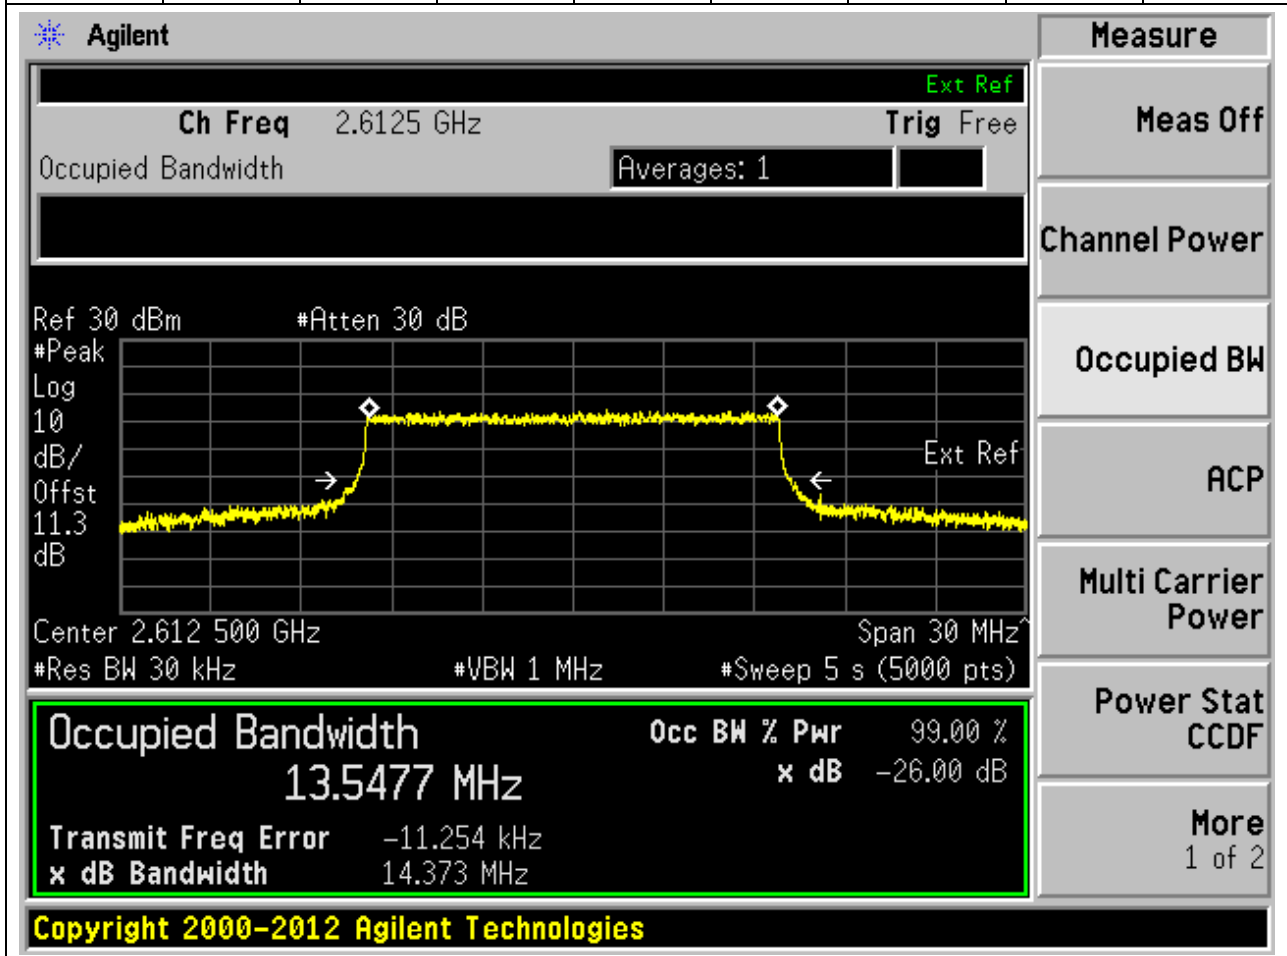 Agilent
Measure
Ext Ref
Ch Freq 2.6125 GHz Trig Free
Meas Off
Occupied Bandwidth Averages: 1
Channel Power
Ref 30 dBm #Atten 30 dB
#Peak
Log
10
dB/
Offst
11.3
dB
Ext Ref
Occupied BW
ACP
Center 2.612 500 GHz Span 30 MHz^
#Res BW 30 kHz #VBW 1 MHz #Sweep 5 s (5000 pts)
Multi Carrier
Power
Occupied Bandwidth Occ BW % Pwr 99.00 %
13.5477 MHz x dB -26.00 dB
Power Stat
CCDF
Transmit Freq Error -11.254 kHz
x dB Bandwidth 14.373 MHz
More
1 of 2
Copyright 2000-2012 Agilent Technologies